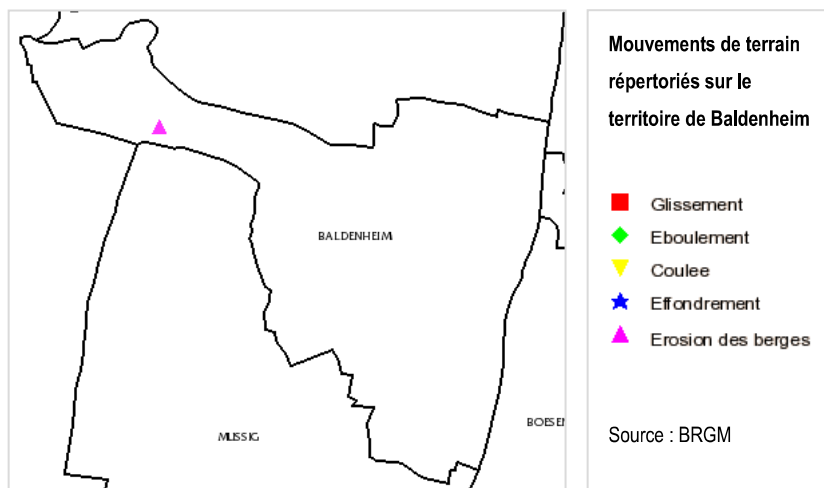 BALDENHEIM
MUSSIG
BOESEN
Mouvements de terrain
répertoriés sur le
territoire de Baldenheim
Glissement
Eboulement
Coulee
Effondrement
Erosion des berges
Source : BRGM